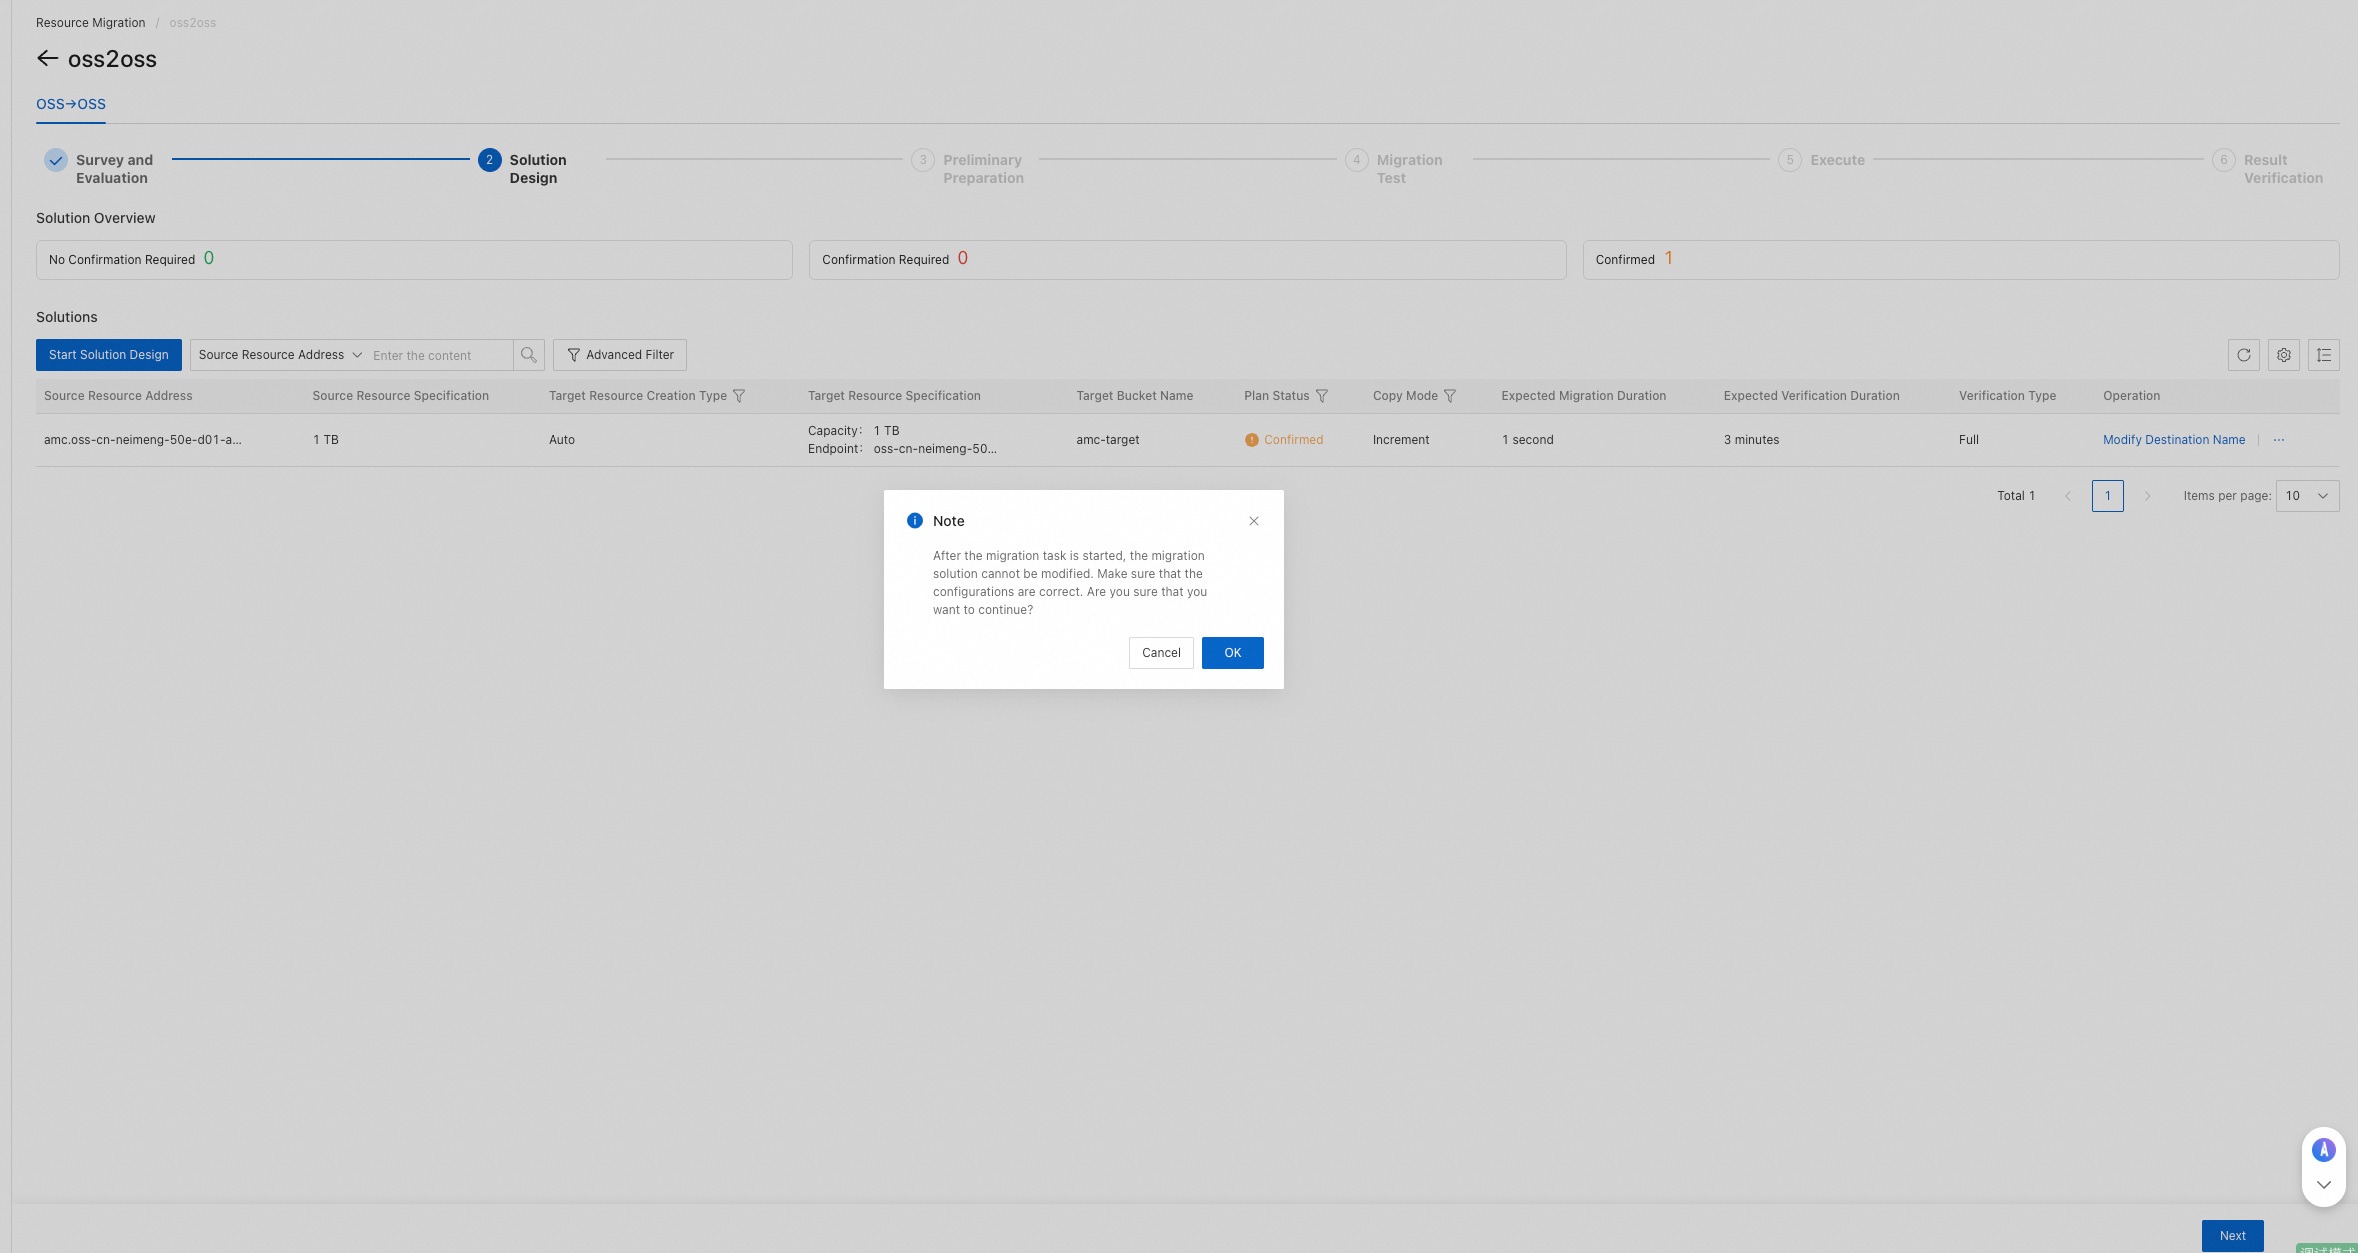 Resource Migration / oss2oss
← oss2oss
OSS→OSS
Survey and
Evaluation
2 Solution
Design
3 Preliminary
Preparation
4 Migration
Test
5 Execute
6 Result
Verification
Solution Overview
No Confirmation Required 0
Confirmation Required 0
Confirmed 1
Solutions
Start Solution Design
Source Resource Address
Enter the content
Advanced Filter
Source Resource Address
Source Resource Specification
Target Resource Creation Type
Target Resource Specification
Target Bucket Name
Plan Status
Copy Mode
Expected Migration Duration
Expected Verification Duration
Verification Type
Operation
amc.oss-cn-neimeng-50e-d01-a...
1 TB
Auto
Capacity： 1 TB
Endpoint： oss-cn-neimeng-50...
amc-target
Confirmed
Increment
1 second
3 minutes
Full
Modify Destination Name
···
Total 1
1
Items per page: 10
Note
After the migration task is started, the migration
solution cannot be modified. Make sure that the
configurations are correct. Are you sure that you
want to continue?
Cancel
OK
Next
调试模式